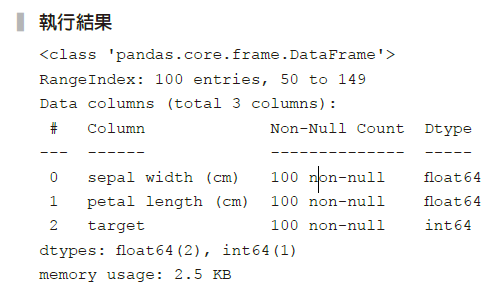 執行結果
<class 'pandas.core.frame.DataFrame'>
RangeIndex: 100 entries, 50 to 149
Data columns (total 3 columns):
 #   Column             Non-Null Count  Dtype
---  ------             --------------  -----
 0   sepal width (cm)   100 non-null    float64
 1   petal length (cm)  100 non-null    float64
 2   target             100 non-null    int64
dtypes: float64(2), int64(1)
memory usage: 2.5 KB